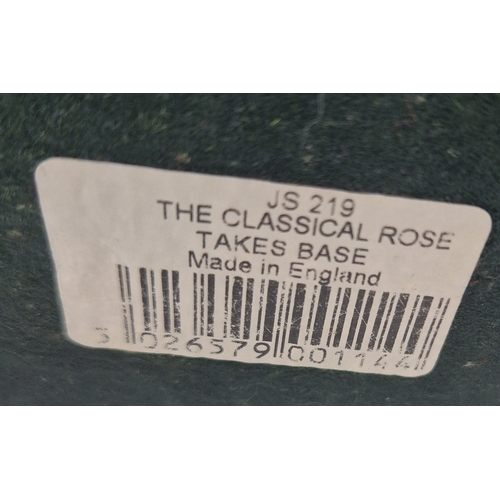 JS 219
THE CLASSICAL ROSE
TAKES BASE
Made in England
5 026579 001144